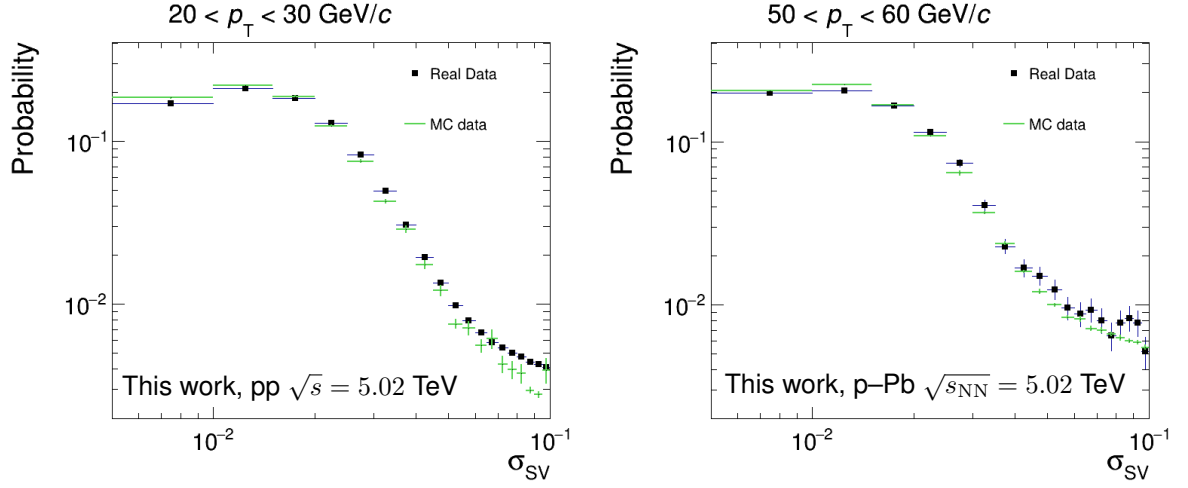 20 < p_T < 30 GeV/c
Probability
Real Data
MC data
10⁻¹
10⁻²
This work, pp √s = 5.02 TeV
10⁻²
10⁻¹
σ_SV
50 < p_T < 60 GeV/c
Probability
Real Data
MC data
10⁻¹
10⁻²
This work, p–Pb √s_NN = 5.02 TeV
10⁻²
10⁻¹
σ_SV